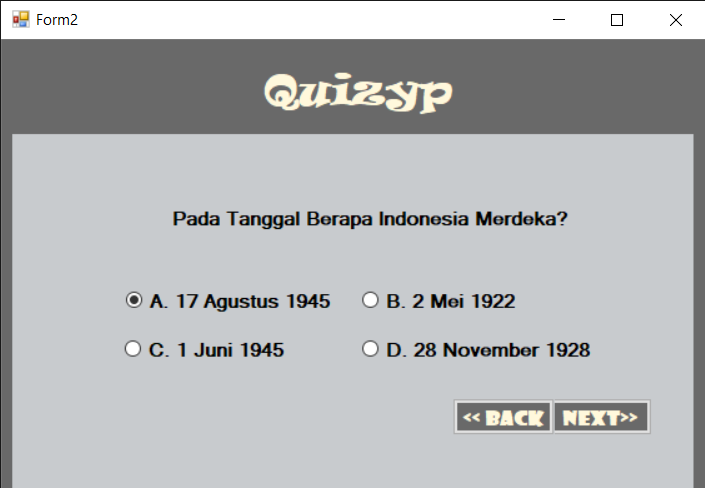 Form2
Quizyp
Pada Tanggal Berapa Indonesia Merdeka?
A. 17 Agustus 1945
B. 2 Mei 1922
C. 1 Juni 1945
D. 28 November 1928
<< BACK
NEXT>>